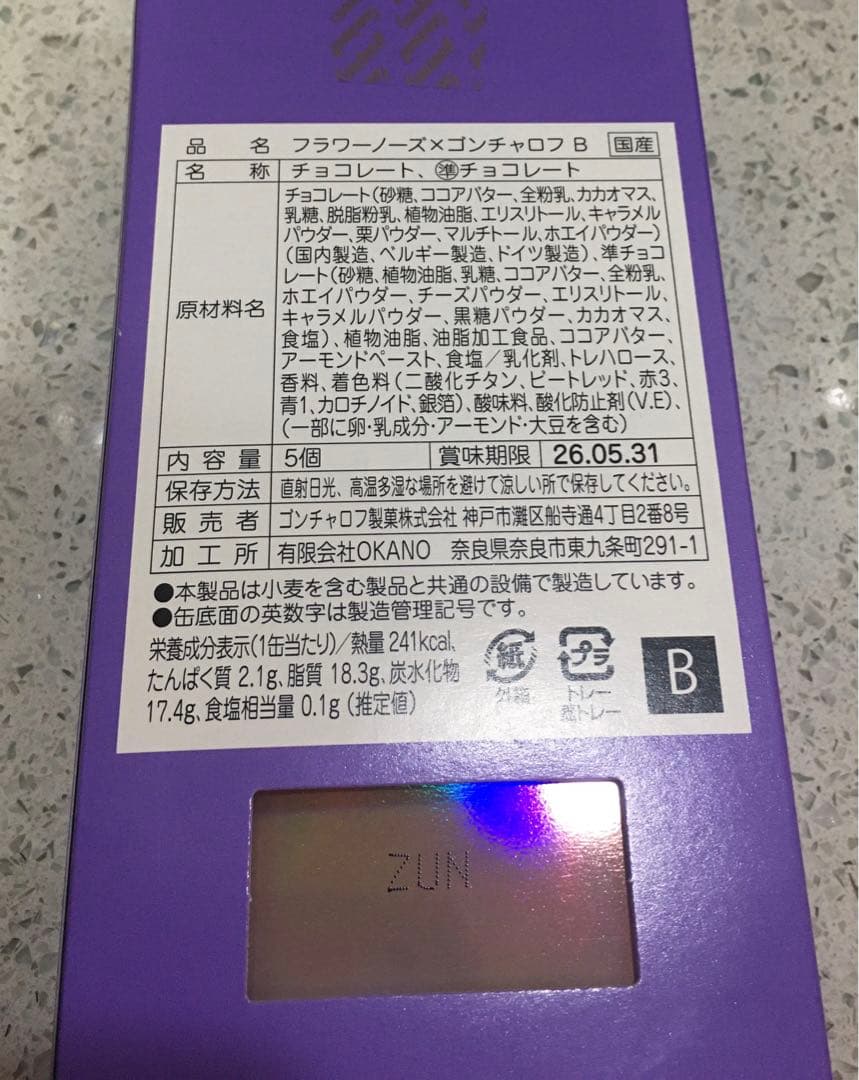 品名 フラワーノーズ×ゴンチャロフ B 国産
名称 チョコレート、準チョコレート
原材料名
チョコレート(砂糖、ココアバター、全粉乳、カカオマス、
乳糖、脱脂粉乳、植物油脂、エリスリトール、キャラメル
パウダー、栗パウダー、マルチトール、ホエイパウダー)
(国内製造、ベルギー製造、ドイツ製造)、準チョコ
レート(砂糖、植物油脂、乳糖、ココアバター、全粉乳、
ホエイパウダー、チーズパウダー、エリスリトール、
キャラメルパウダー、黒糖パウダー、カカオマス、
食塩)、植物油脂、油脂加工食品、ココアバター、
アーモンドペースト、食塩/乳化剤、トレハロース、
香料、着色料(二酸化チタン、ビートレッド、赤3、
青1、カロチノイド、銀箔)、酸味料、酸化防止剤(V.E)、
(一部に卵・乳成分・アーモンド・大豆を含む)
内容量 5個 賞味期限 26.05.31
保存方法 直射日光、高温多湿な場所を避けて涼しい所で保存してください。
販売者 ゴンチャロフ製菓株式会社 神戸市灘区船寺通4丁目2番8号
加工所 有限会社OKANO 奈良県奈良市東九条町291-1
●本製品は小麦を含む製品と共通の設備で製造しています。
●缶底面の英数字は製造管理記号です。
栄養成分表示(1缶当たり)/熱量 241kcal、
たんぱく質 2.1g、脂質 18.3g、炭水化物
17.4g、食塩相当量 0.1g (推定値)
紙 外箱
プラ トレー
蓋トレー
B
ZUN